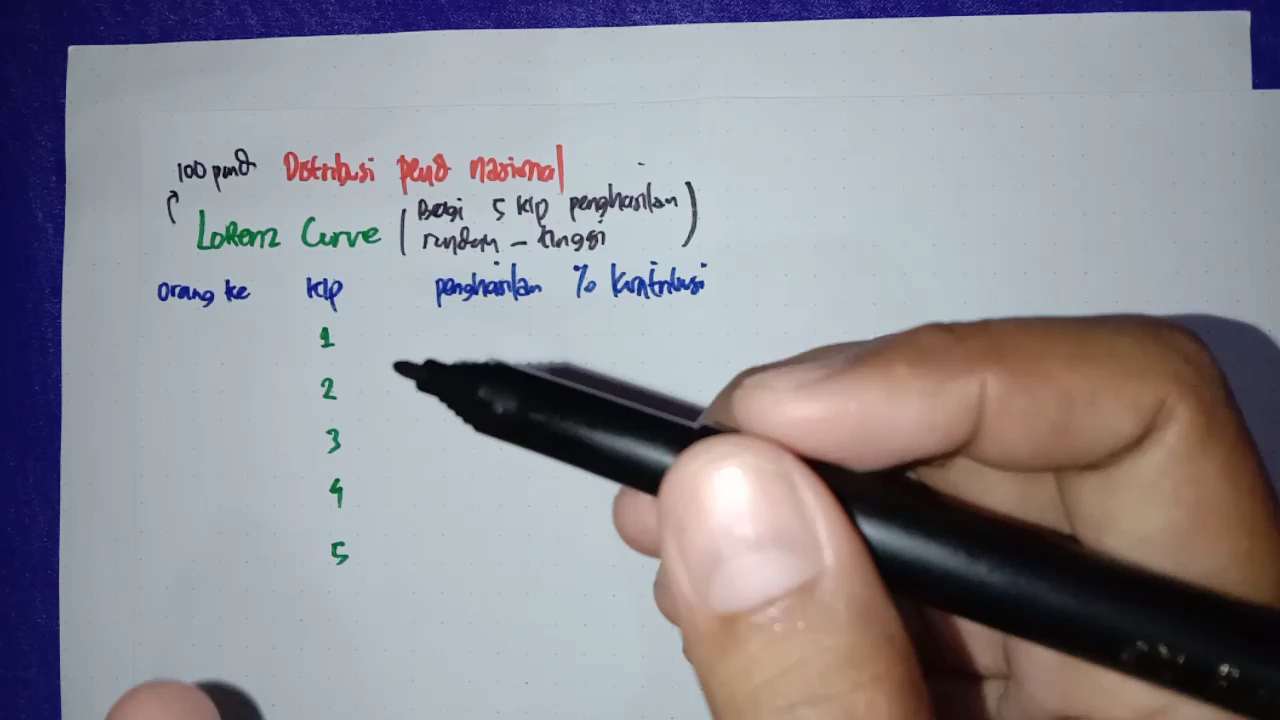 100 pend Distribusi pend nasional
Lorenz Curve (Bagi 5 klp penghasilan
rendah - tinggi)
orang ke klp penghasilan % kontribusi
1
2
3
4
5